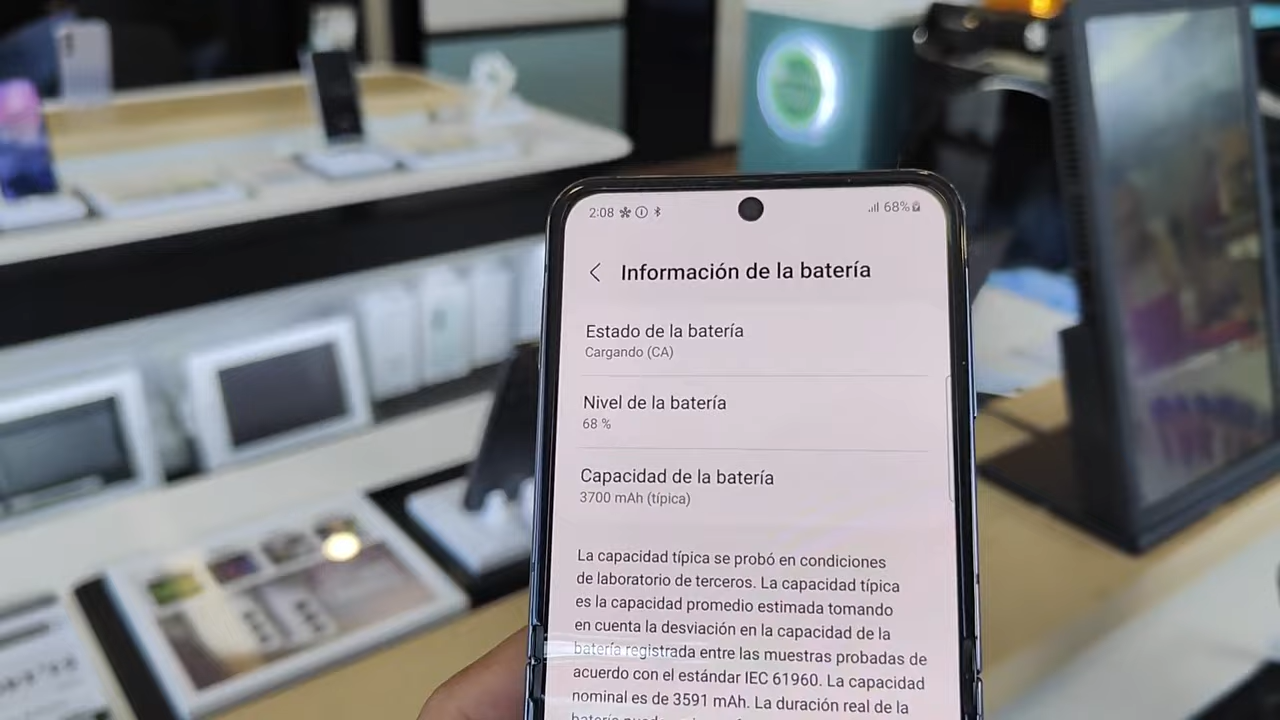 2:08
68%
Información de la batería
Estado de la batería
Cargando (CA)
Nivel de la batería
68 %
Capacidad de la batería
3700 mAh (típica)
La capacidad típica se probó en condiciones
de laboratorio de terceros. La capacidad típica
es la capacidad promedio estimada tomando
en cuenta la desviación en la capacidad de la
batería registrada entre las muestras probadas de
acuerdo con el estándar IEC 61960. La capacidad
nominal es de 3591 mAh. La duración real de la